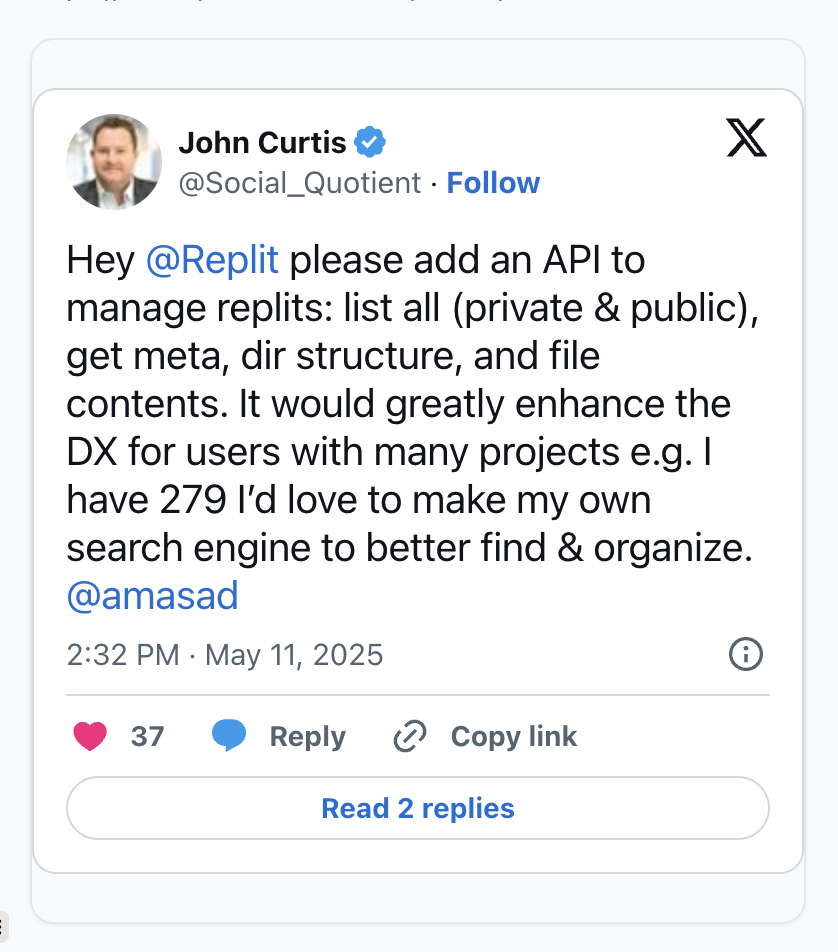 John Curtis
@Social_Quotient · Follow
Hey @Replit please add an API to
manage replits: list all (private & public),
get meta, dir structure, and file
contents. It would greatly enhance the
DX for users with many projects e.g. I
have 279 I’d love to make my own
search engine to better find & organize.
@amasad
2:32 PM · May 11, 2025
37 Reply Copy link
Read 2 replies